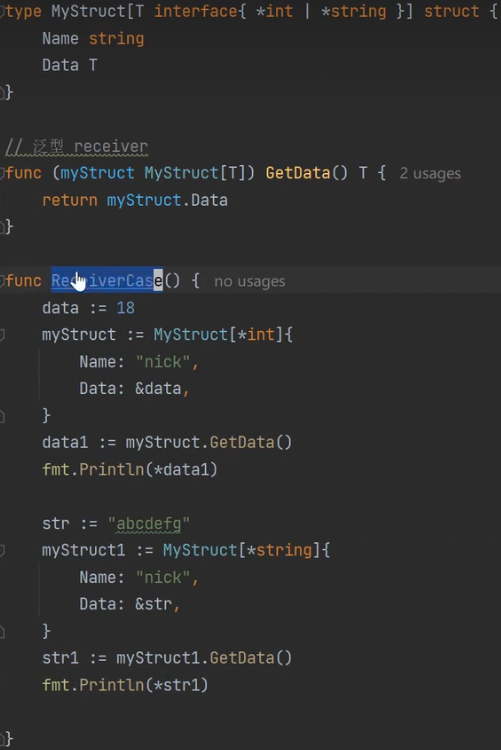 type MyStruct[T interface{ *int | *string }] struct {
    Name string
    Data T
}

// 泛型 receiver
func (myStruct MyStruct[T]) GetData() T {  2 usages
    return myStruct.Data
}

func ReceiverCase() {  no usages
    data := 18
    myStruct := MyStruct[*int]{
        Name: "nick",
        Data: &data,
    }
    data1 := myStruct.GetData()
    fmt.Println(*data1)

    str := "abcdefg"
    myStruct1 := MyStruct[*string]{
        Name: "nick",
        Data: &str,
    }
    str1 := myStruct1.GetData()
    fmt.Println(*str1)

}